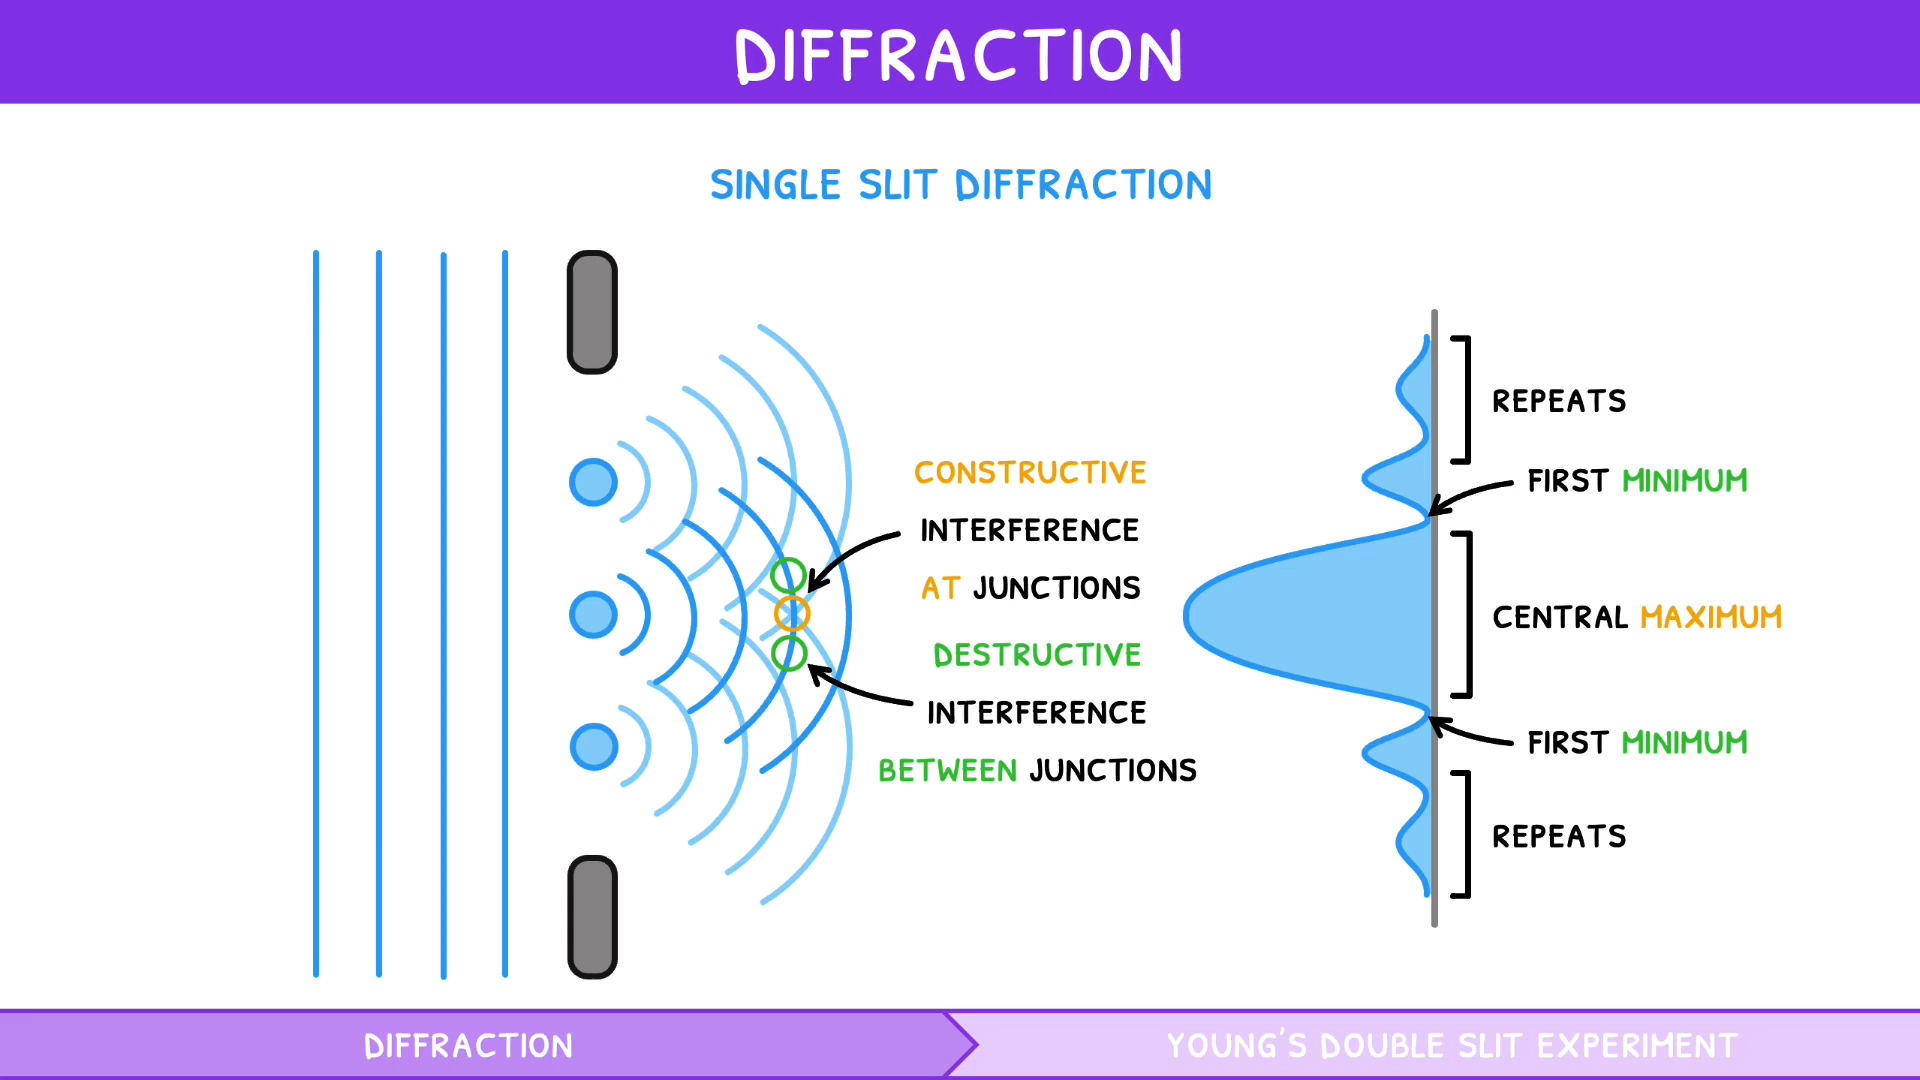 DIFFRACTION
SINGLE SLIT DIFFRACTION
CONSTRUCTIVE
INTERFERENCE
AT JUNCTIONS
DESTRUCTIVE
INTERFERENCE
BETWEEN JUNCTIONS
REPEATS
FIRST MINIMUM
CENTRAL MAXIMUM
FIRST MINIMUM
REPEATS
DIFFRACTION
YOUNG'S DOUBLE SLIT EXPERIMENT